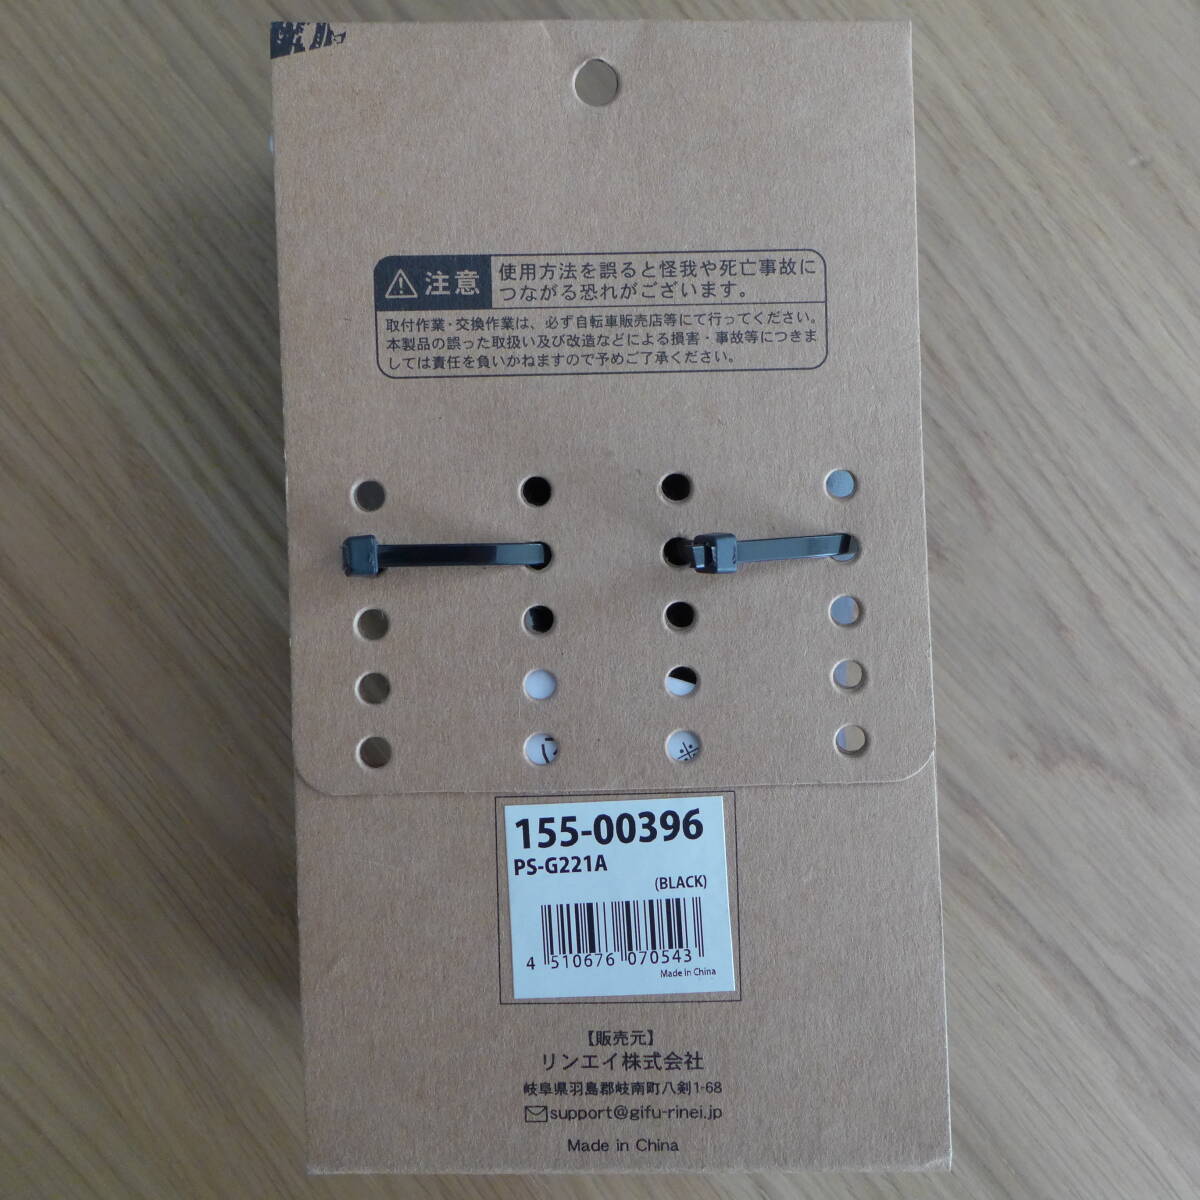 注意
使用方法を誤ると怪我や死亡事故に
つながる恐れがございます。
取付作業・交換作業は、必ず自転車販売店等にて行ってください。
本製品の誤った取扱い及び改造などによる損害・事故等につきま
しては責任を負いかねますので予めご了承ください。
※
155-00396
PS-G221A
(BLACK)
4 510676 070543
Made in China
【販売元】
リンエイ株式会社
岐阜県羽島郡岐南町八剣1-68
support@gifu-rinei.jp
Made in China